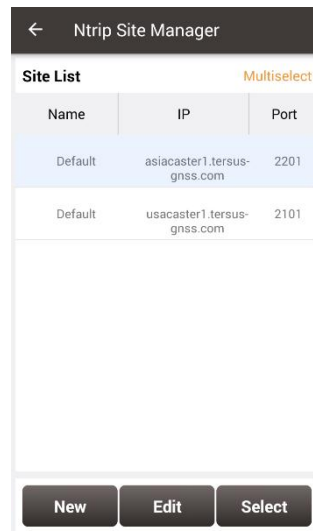 Ntrip Site Manager
Site List Multiselect
Name IP Port
Default asiacaster1.tersus-gnss.com 2201
Default usacaster1.tersus-gnss.com 2101
New Edit Select